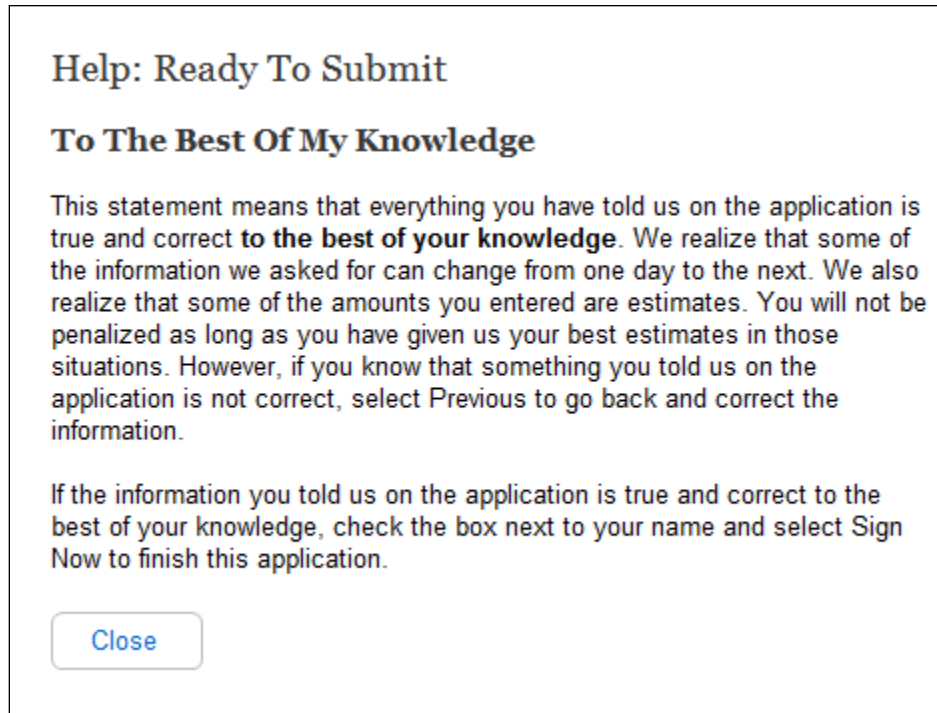 Help: Ready To Submit
To The Best Of My Knowledge
This statement means that everything you have told us on the application is
true and correct to the best of your knowledge. We realize that some of
the information we asked for can change from one day to the next. We also
realize that some of the amounts you entered are estimates. You will not be
penalized as long as you have given us your best estimates in those
situations. However, if you know that something you told us on the
application is not correct, select Previous to go back and correct the
information.
If the information you told us on the application is true and correct to the
best of your knowledge, check the box next to your name and select Sign
Now to finish this application.
Close